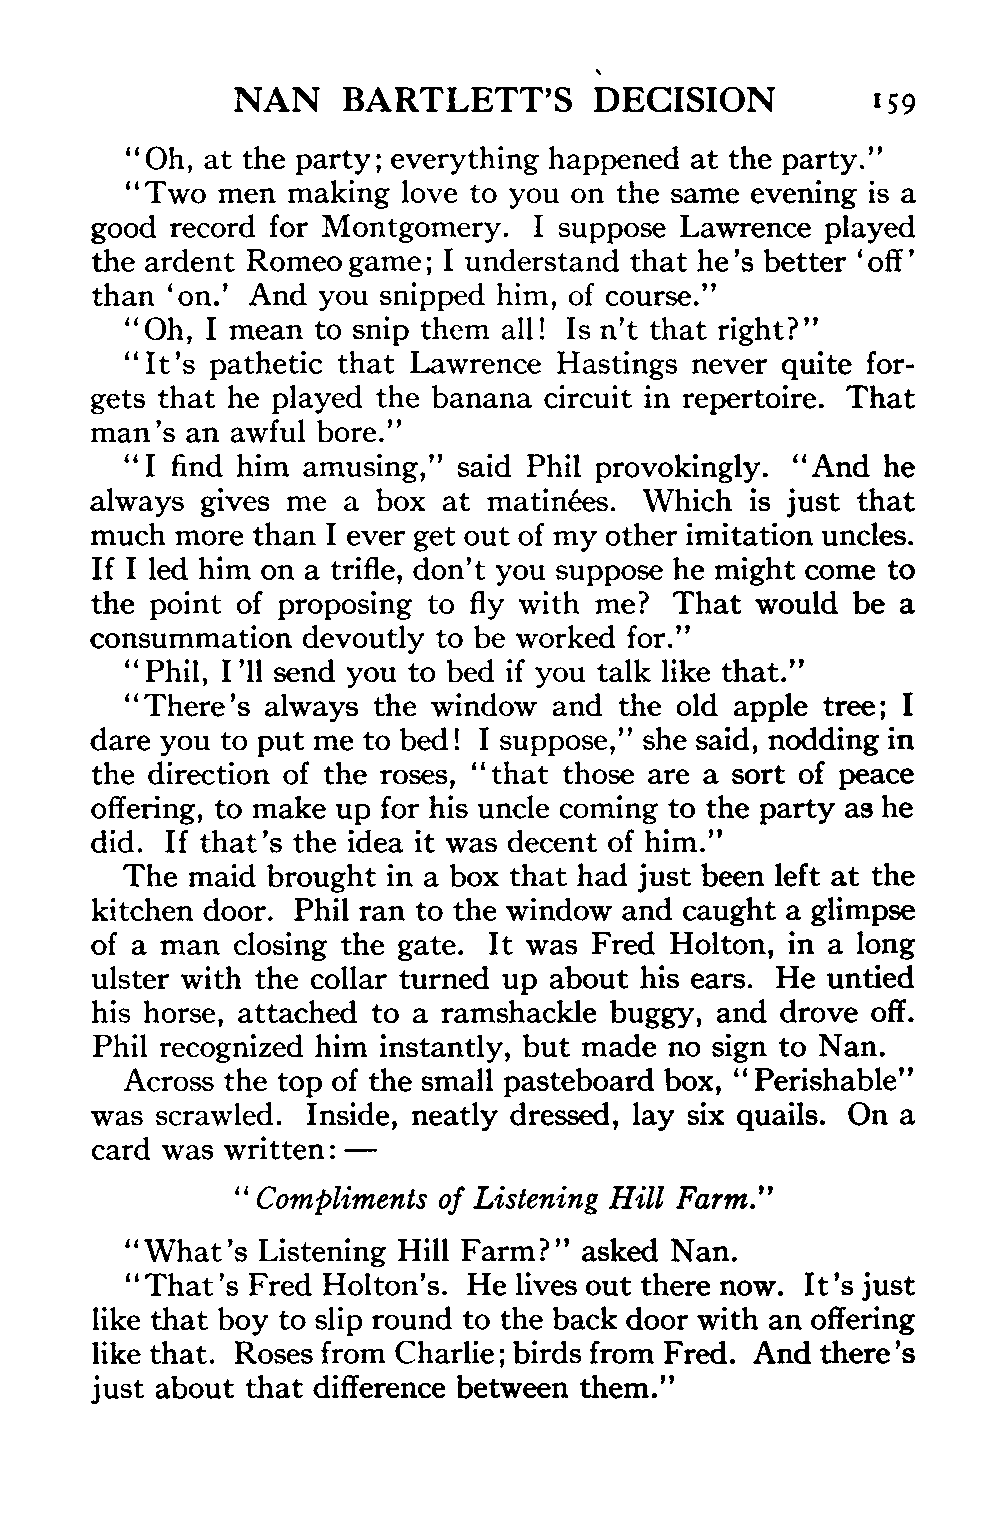 NAN BARTLETT'S DECISION 159
"Oh, at the party; everything happened at the party."
"Two men making love to you on the same evening is a
good record for Montgomery. I suppose Lawrence played
the ardent Romeo game; I understand that he's better 'off'
than 'on.' And you snipped him, of course."
"Oh, I mean to snip them all! Is n't that right?"
"It's pathetic that Lawrence Hastings never quite for-
gets that he played the banana circuit in repertoire. That
man's an awful bore."
"I find him amusing," said Phil provokingly. "And he
always gives me a box at matinées. Which is just that
much more than I ever get out of my other imitation uncles.
If I led him on a trifle, don't you suppose he might come to
the point of proposing to fly with me? That would be a
consummation devoutly to be worked for."
"Phil, I'll send you to bed if you talk like that."
"There's always the window and the old apple tree; I
dare you to put me to bed! I suppose," she said, nodding in
the direction of the roses, "that those are a sort of peace
offering, to make up for his uncle coming to the party as he
did. If that's the idea it was decent of him."
The maid brought in a box that had just been left at the
kitchen door. Phil ran to the window and caught a glimpse
of a man closing the gate. It was Fred Holton, in a long
ulster with the collar turned up about his ears. He untied
his horse, attached to a ramshackle buggy, and drove off.
Phil recognized him instantly, but made no sign to Nan.
Across the top of the small pasteboard box, "Perishable"
was scrawled. Inside, neatly dressed, lay six quails. On a
card was written: —
"Compliments of Listening Hill Farm."
"What's Listening Hill Farm?" asked Nan.
"That's Fred Holton's. He lives out there now. It's just
like that boy to slip round to the back door with an offering
like that. Roses from Charlie; birds from Fred. And there's
just about that difference between them."